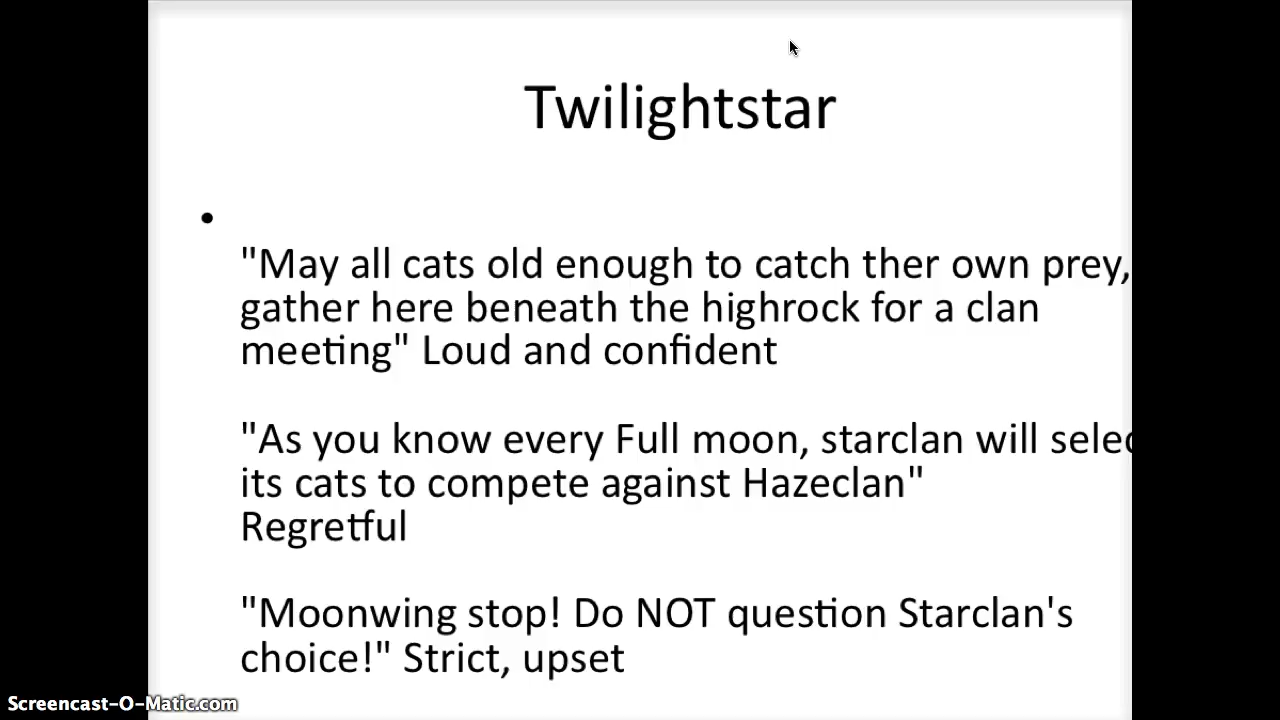 Twilightstar
•
"May all cats old enough to catch ther own prey,
gather here beneath the highrock for a clan
meeting" Loud and confident
"As you know every Full moon, starclan will selec
its cats to compete against Hazeclan"
Regretful
"Moonwing stop! Do NOT question Starclan's
choice!" Strict, upset
Screencast-O-Matic.com